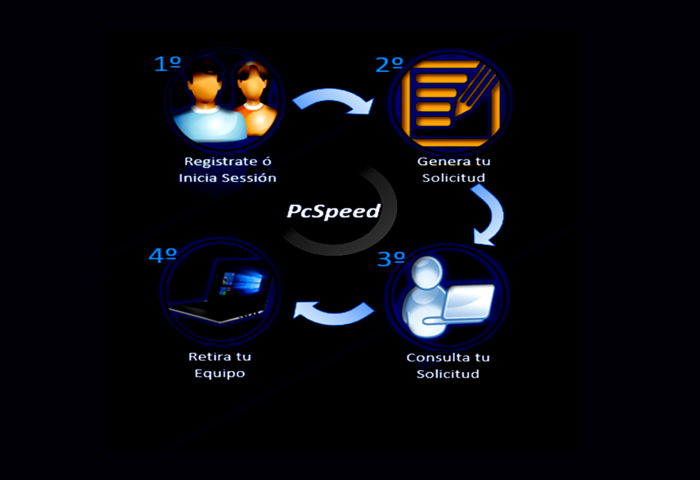 1º
Registrate ó
Inicia Sessión
2º
Genera tu
Solicitud
PcSpeed
3º
Consulta tu
Solicitud
4º
Retira tu
Equipo